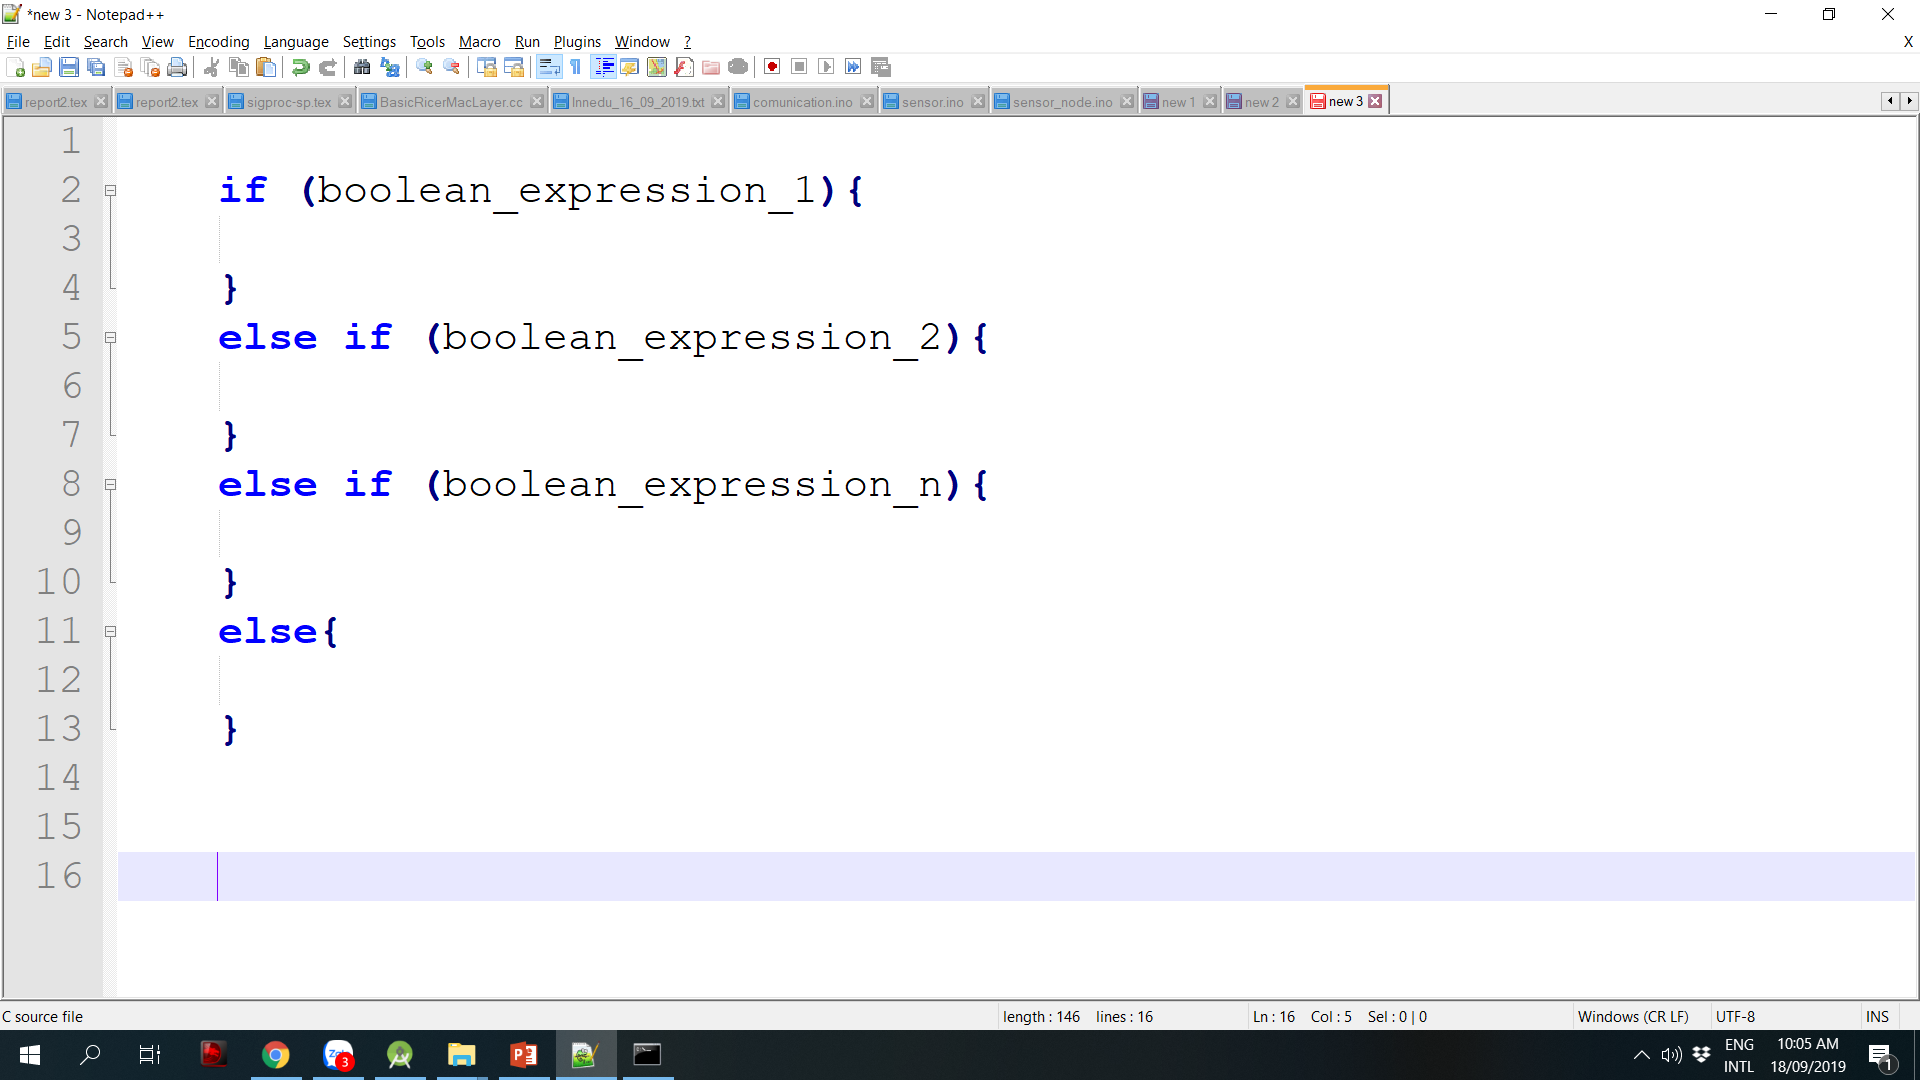 *new 3 - Notepad++
File Edit Search View Encoding Language Settings Tools Macro Run Plugins Window ? X
report2.tex report2.tex sigproc-sp.tex BasicRicerMacLayer.cc Innedu_16_09_2019.txt comunication.ino sensor.ino sensor_node.ino new 1 new 2 new 3
1
2 if (boolean_expression_1){
3
4 }
5 else if (boolean_expression_2){
6
7 }
8 else if (boolean_expression_n){
9
10 }
11 else{
12
13 }
14
15
16
C source file length : 146 lines : 16 Ln : 16 Col : 5 Sel : 0 | 0 Windows (CR LF) UTF-8 INS
3
ENG 10:05 AM
INTL 18/09/2019 1